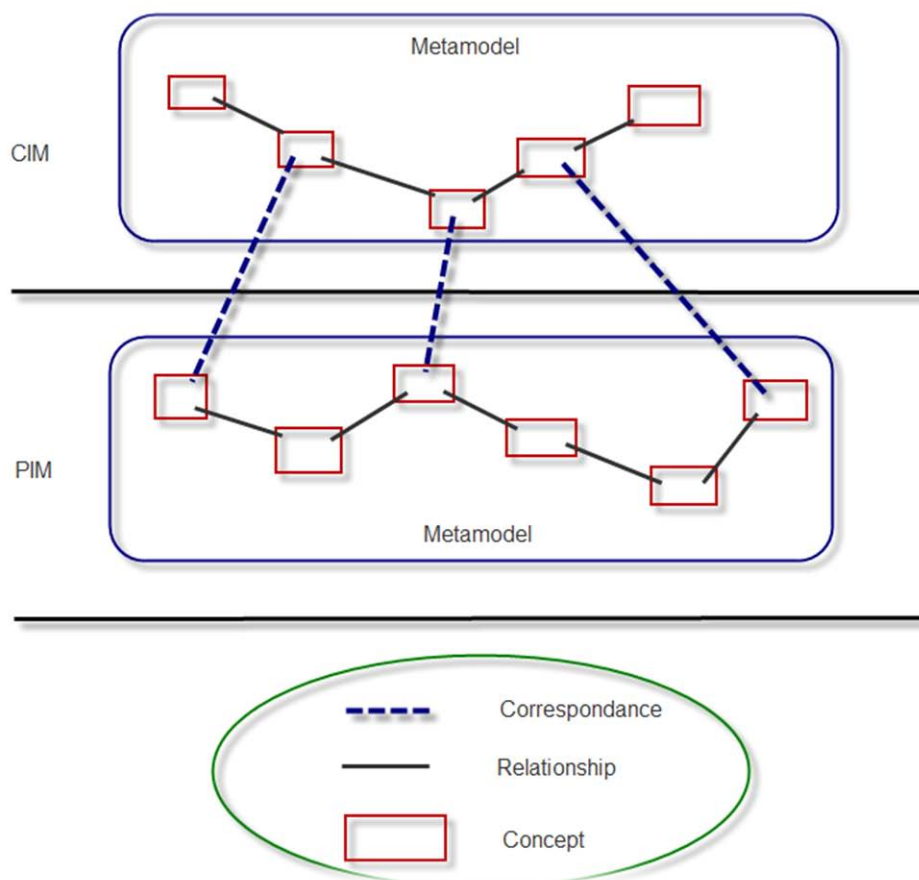 Metamodel
CIM
PIM
Metamodel
Correspondance
Relationship
Concept